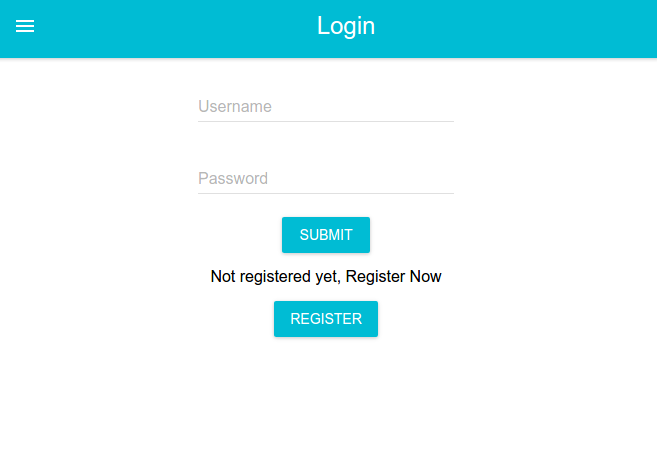 Login
Username
Password
SUBMIT
Not registered yet, Register Now
REGISTER